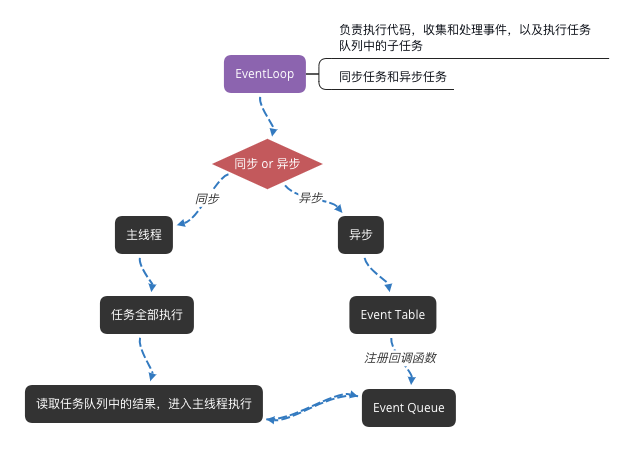 负责执行代码，收集和处理事件，以及执行任务
队列中的子任务
EventLoop
同步任务和异步任务
同步 or 异步
同步
异步
主线程
异步
任务全部执行
Event Table
注册回调函数
读取任务队列中的结果，进入主线程执行
Event Queue